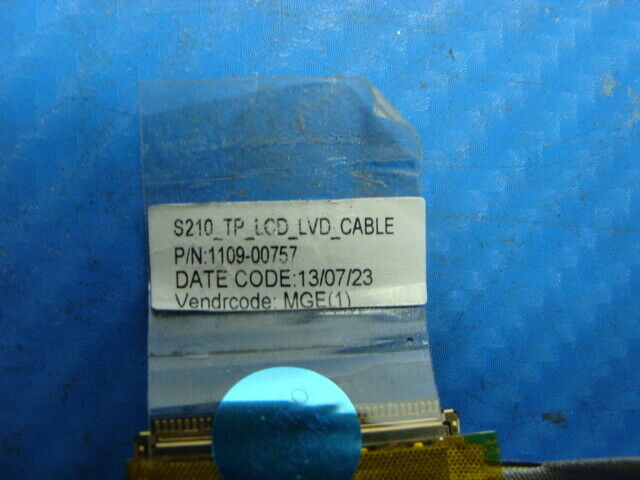 S210_TP_LCD_LVD_CABLE
P/N:1109-00757
DATE CODE:13/07/23
Vendrcode: MGE(1)